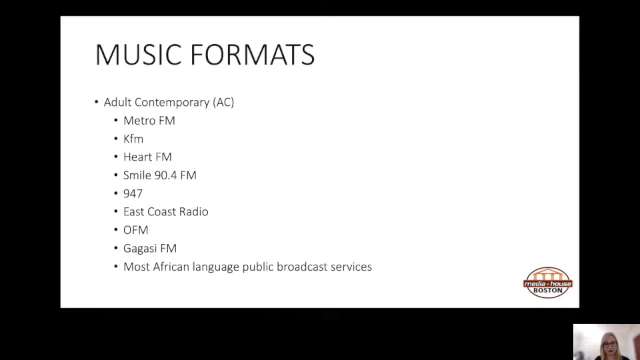 MUSIC FORMATS
• Adult Contemporary (AC)
• Metro FM
• Kfm
• Heart FM
• Smile 90.4 FM
• 947
• East Coast Radio
• OFM
• Gagasi FM
• Most African language public broadcast services
media house
BOSTON